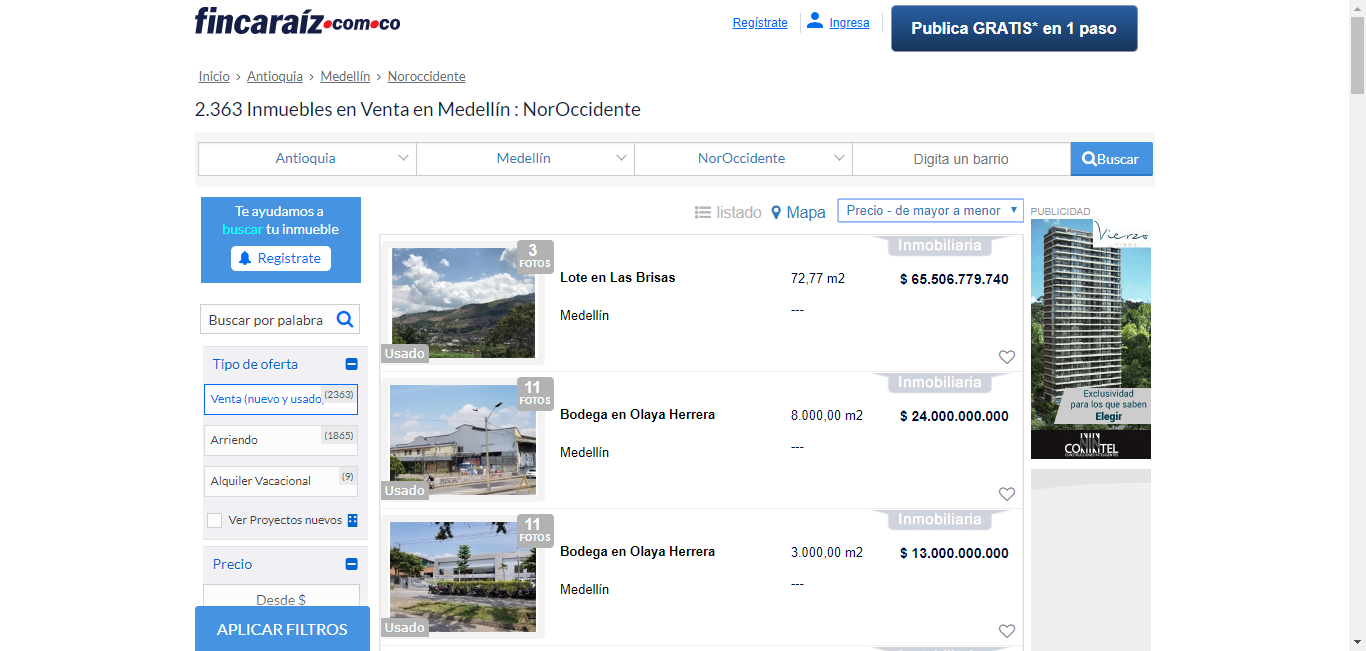 fincaraíz.com.co
Regístrate
Ingresa
Publica GRATIS* en 1 paso
Inicio › Antioquia › Medellín › Noroccidente
2.363 Inmuebles en Venta en Medellín : NorOccidente
Antioquia
Medellín
NorOccidente
Digita un barrio
Buscar
Te ayudamos a
buscar tu inmueble
Registrate
Buscar por palabra
Tipo de oferta
Venta (nuevo y usado) (2363)
Arriendo (1865)
Alquiler Vacacional (9)
Ver Proyectos nuevos
Precio
Desde $
APLICAR FILTROS
listado
Mapa
Precio - de mayor a menor
3
FOTOS
Usado
Lote en Las Brisas
Medellín
72,77 m2
---
Inmobiliaria
$ 65.506.779.740
11
FOTOS
Usado
Bodega en Olaya Herrera
Medellín
8.000,00 m2
---
Inmobiliaria
$ 24.000.000.000
11
FOTOS
Usado
Bodega en Olaya Herrera
Medellín
3.000,00 m2
---
Inmobiliaria
$ 13.000.000.000
Inmobiliaria
PUBLICIDAD
Vierzo
Exclusividad
para los que saben
Elegir
CONINTEL